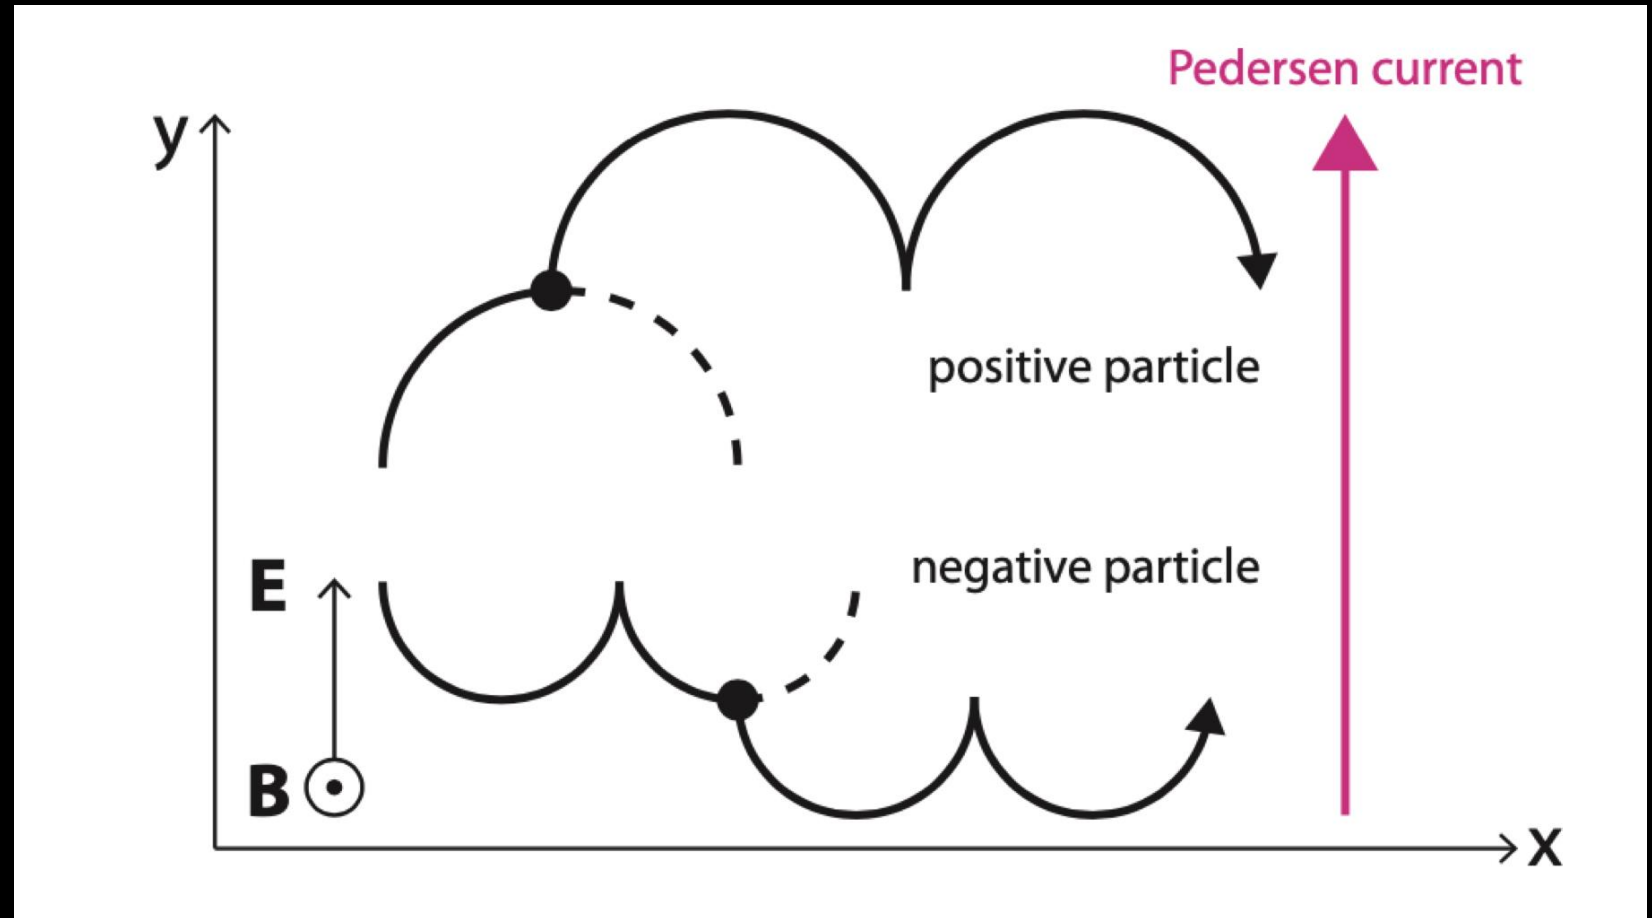 Pedersen current
y
positive particle
negative particle
E
B
x